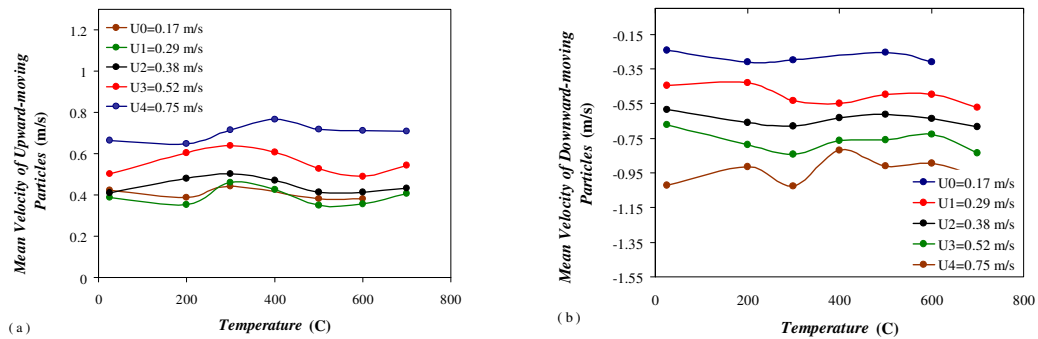 Mean Velocity of Upward-moving
Particles (m/s)
1.2
1
0.8
0.6
0.4
0.2
0
U0=0.17 m/s
U1=0.29 m/s
U2=0.38 m/s
U3=0.52 m/s
U4=0.75 m/s
0 200 400 600 800
Temperature (C)
( a )
Mean Velocity of Downward-moving
Particles (m/s)
-0.15
-0.35
-0.55
-0.75
-0.95
-1.15
-1.35
-1.55
U0=0.17 m/s
U1=0.29 m/s
U2=0.38 m/s
U3=0.52 m/s
U4=0.75 m/s
0 200 400 600 800
Temperature (C)
( b )